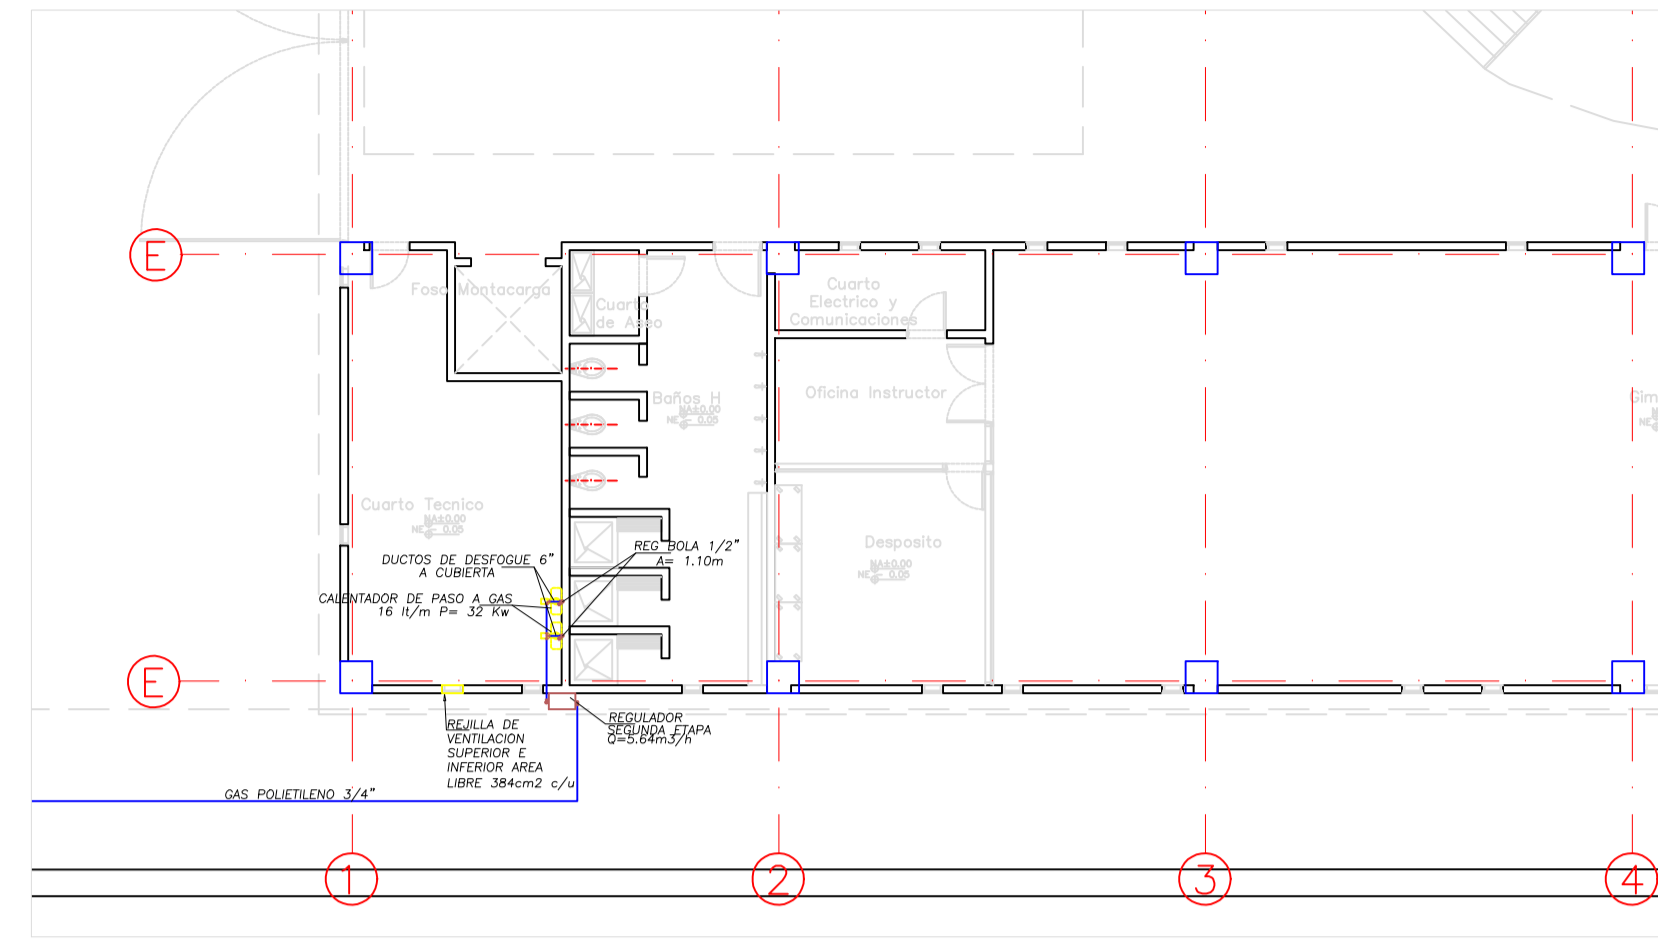 E
Foso Montacarga
Cuarto
de Aseo
Cuarto
Electrico y
Comunicaciones
Baños H
NA±0.00
NE - 0.05
Oficina Instructor
Gim
NE
Cuarto Tecnico
NA±0.00
NE - 0.05
DUCTOS DE DESFOGUE 6"
A CUBIERTA
REG BOLA 1/2"
A= 1.10m
Desposito
NA±0.00
NE - 0.05
CALENTADOR DE PASO A GAS
16 lt/m P= 32 Kw
E
REJILLA DE
VENTILACION
SUPERIOR E
INFERIOR AREA
LIBRE 384cm2 c/u
REGULADOR
SEGUNDA ETAPA
Q=5.64m3/h
GAS POLIETILENO 3/4"
1
2
3
4